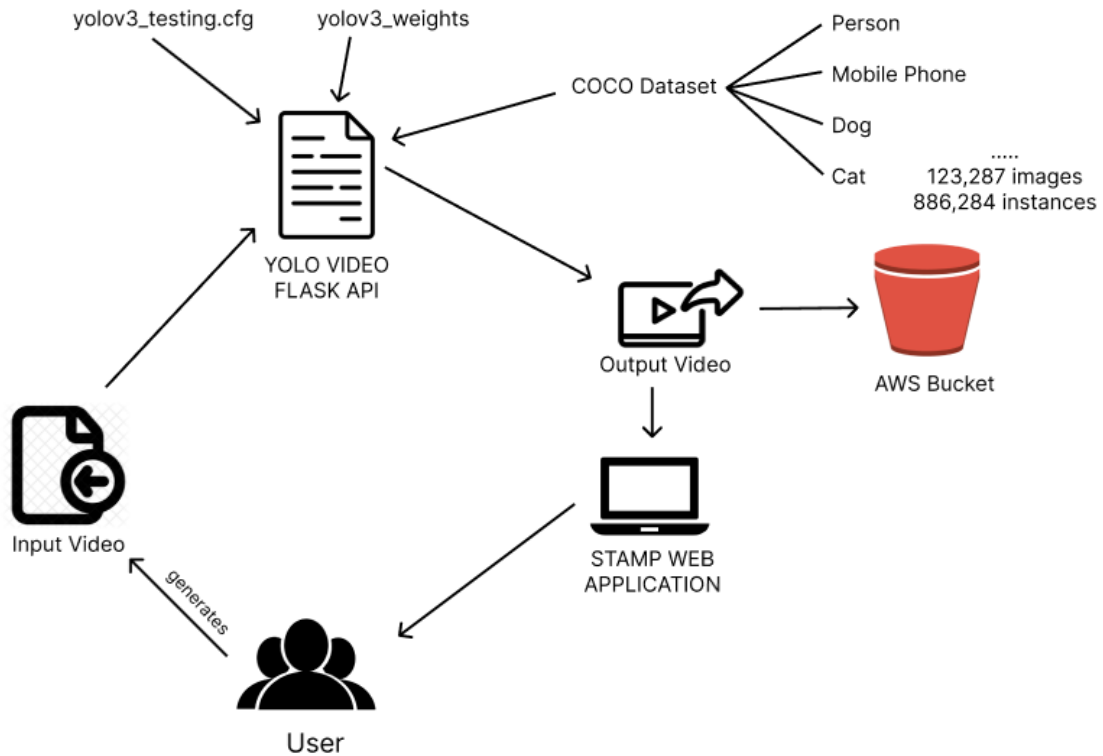 yolov3_testing.cfg
yolov3_weights
Person
COCO Dataset
Mobile Phone
Dog
Cat
.....
123,287 images
886,284 instances
YOLO VIDEO
FLASK API
Output Video
AWS Bucket
Input Video
STAMP WEB
APPLICATION
generates
User